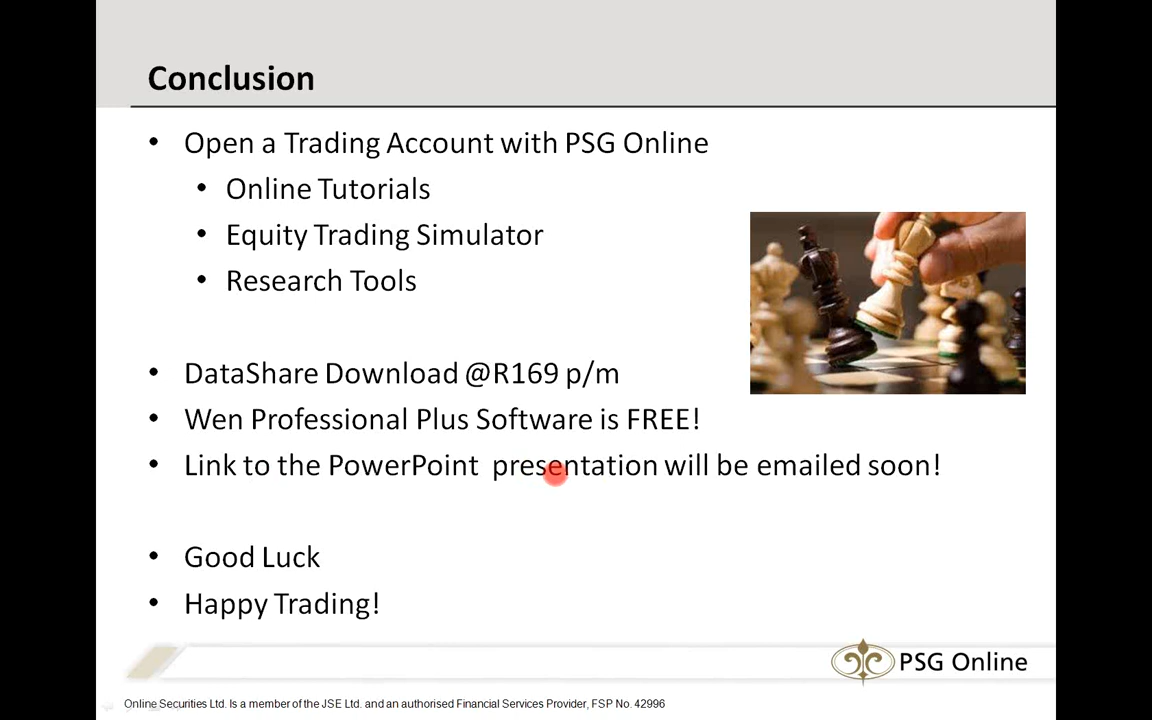 Conclusion
• Open a Trading Account with PSG Online
• Online Tutorials
• Equity Trading Simulator
• Research Tools
• DataShare Download @R169 p/m
• Wen Professional Plus Software is FREE!
• Link to the PowerPoint presentation will be emailed soon!
• Good Luck
• Happy Trading!
PSG Online
Online Securities Ltd. Is a member of the JSE Ltd. and an authorised Financial Services Provider, FSP No. 42996